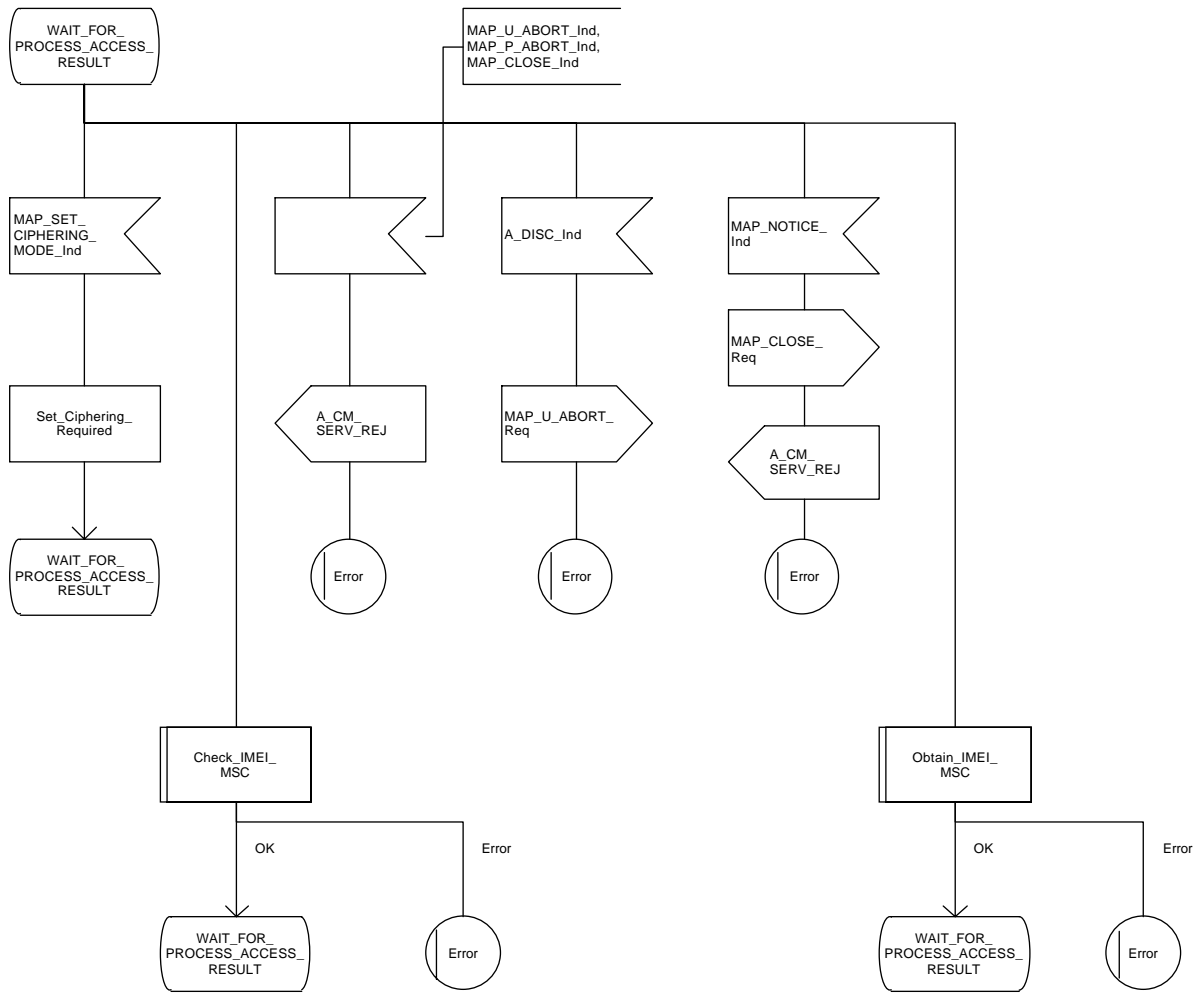 WAIT_FOR_
PROCESS_ACCESS_
RESULT
MAP_U_ABORT_Ind,
MAP_P_ABORT_Ind,
MAP_CLOSE_Ind
MAP_SET_
CIPHERING_
MODE_Ind
A_DISC_Ind
MAP_NOTICE_
Ind
MAP_CLOSE_
Req
Set_Ciphering_
Required
A_CM_
SERV_REJ
MAP_U_ABORT_
Req
A_CM_
SERV_REJ
WAIT_FOR_
PROCESS_ACCESS_
RESULT
Error
Error
Error
Check_IMEI_
MSC
Obtain_IMEI_
MSC
OK
Error
OK
Error
WAIT_FOR_
PROCESS_ACCESS_
RESULT
Error
WAIT_FOR_
PROCESS_ACCESS_
RESULT
Error